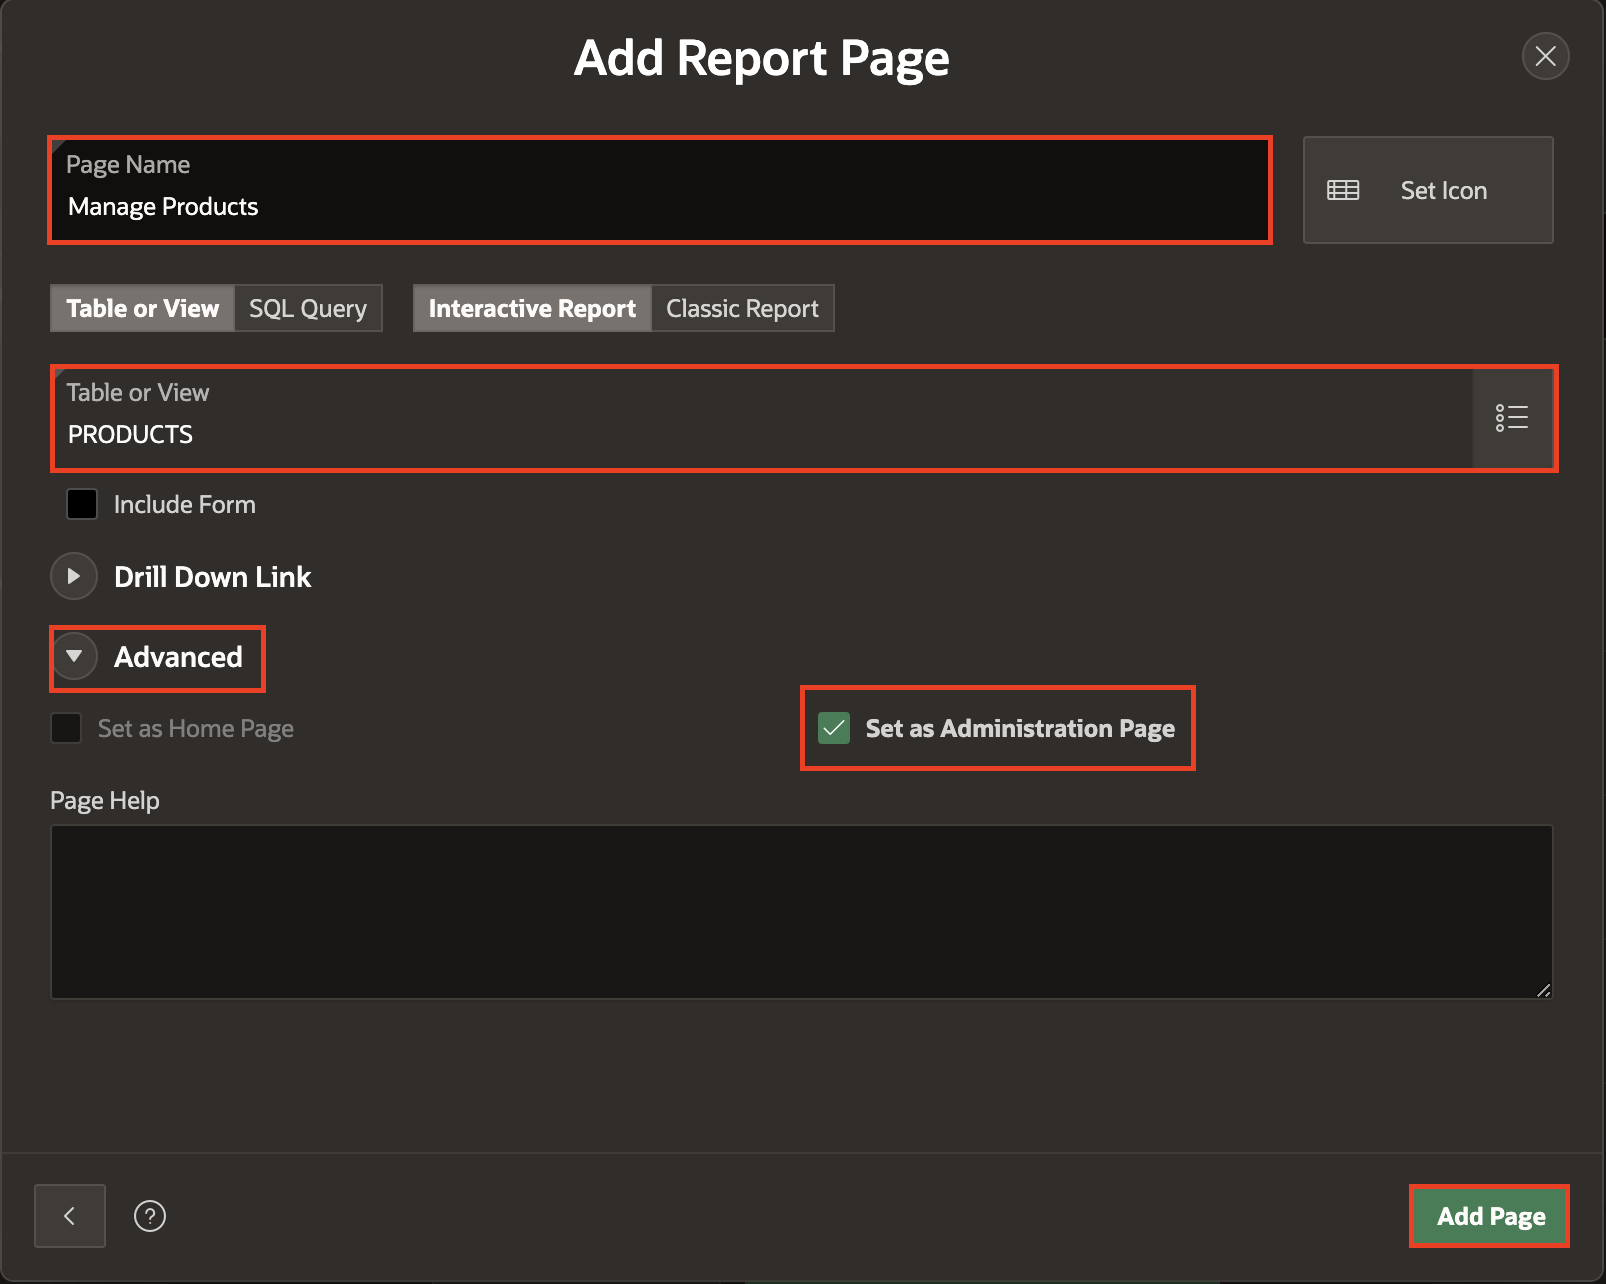 Add Report Page
Page Name
Manage Products
Set Icon
Table or View SQL Query Interactive Report Classic Report
Table or View
PRODUCTS
Include Form
Drill Down Link
Advanced
Set as Home Page Set as Administration Page
Page Help
?
Add Page